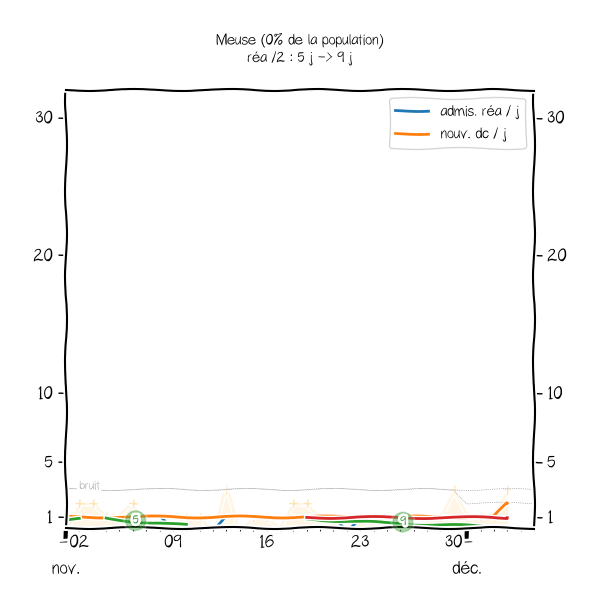 Meuse (0% de la population)
réa /2 : 5 j -> 9 j
admis. réa / j
nouv. dc / j
30 30
20 20
10 10
5 5
bruit
5 9
1 1
02 09 16 23 30
nov. déc.